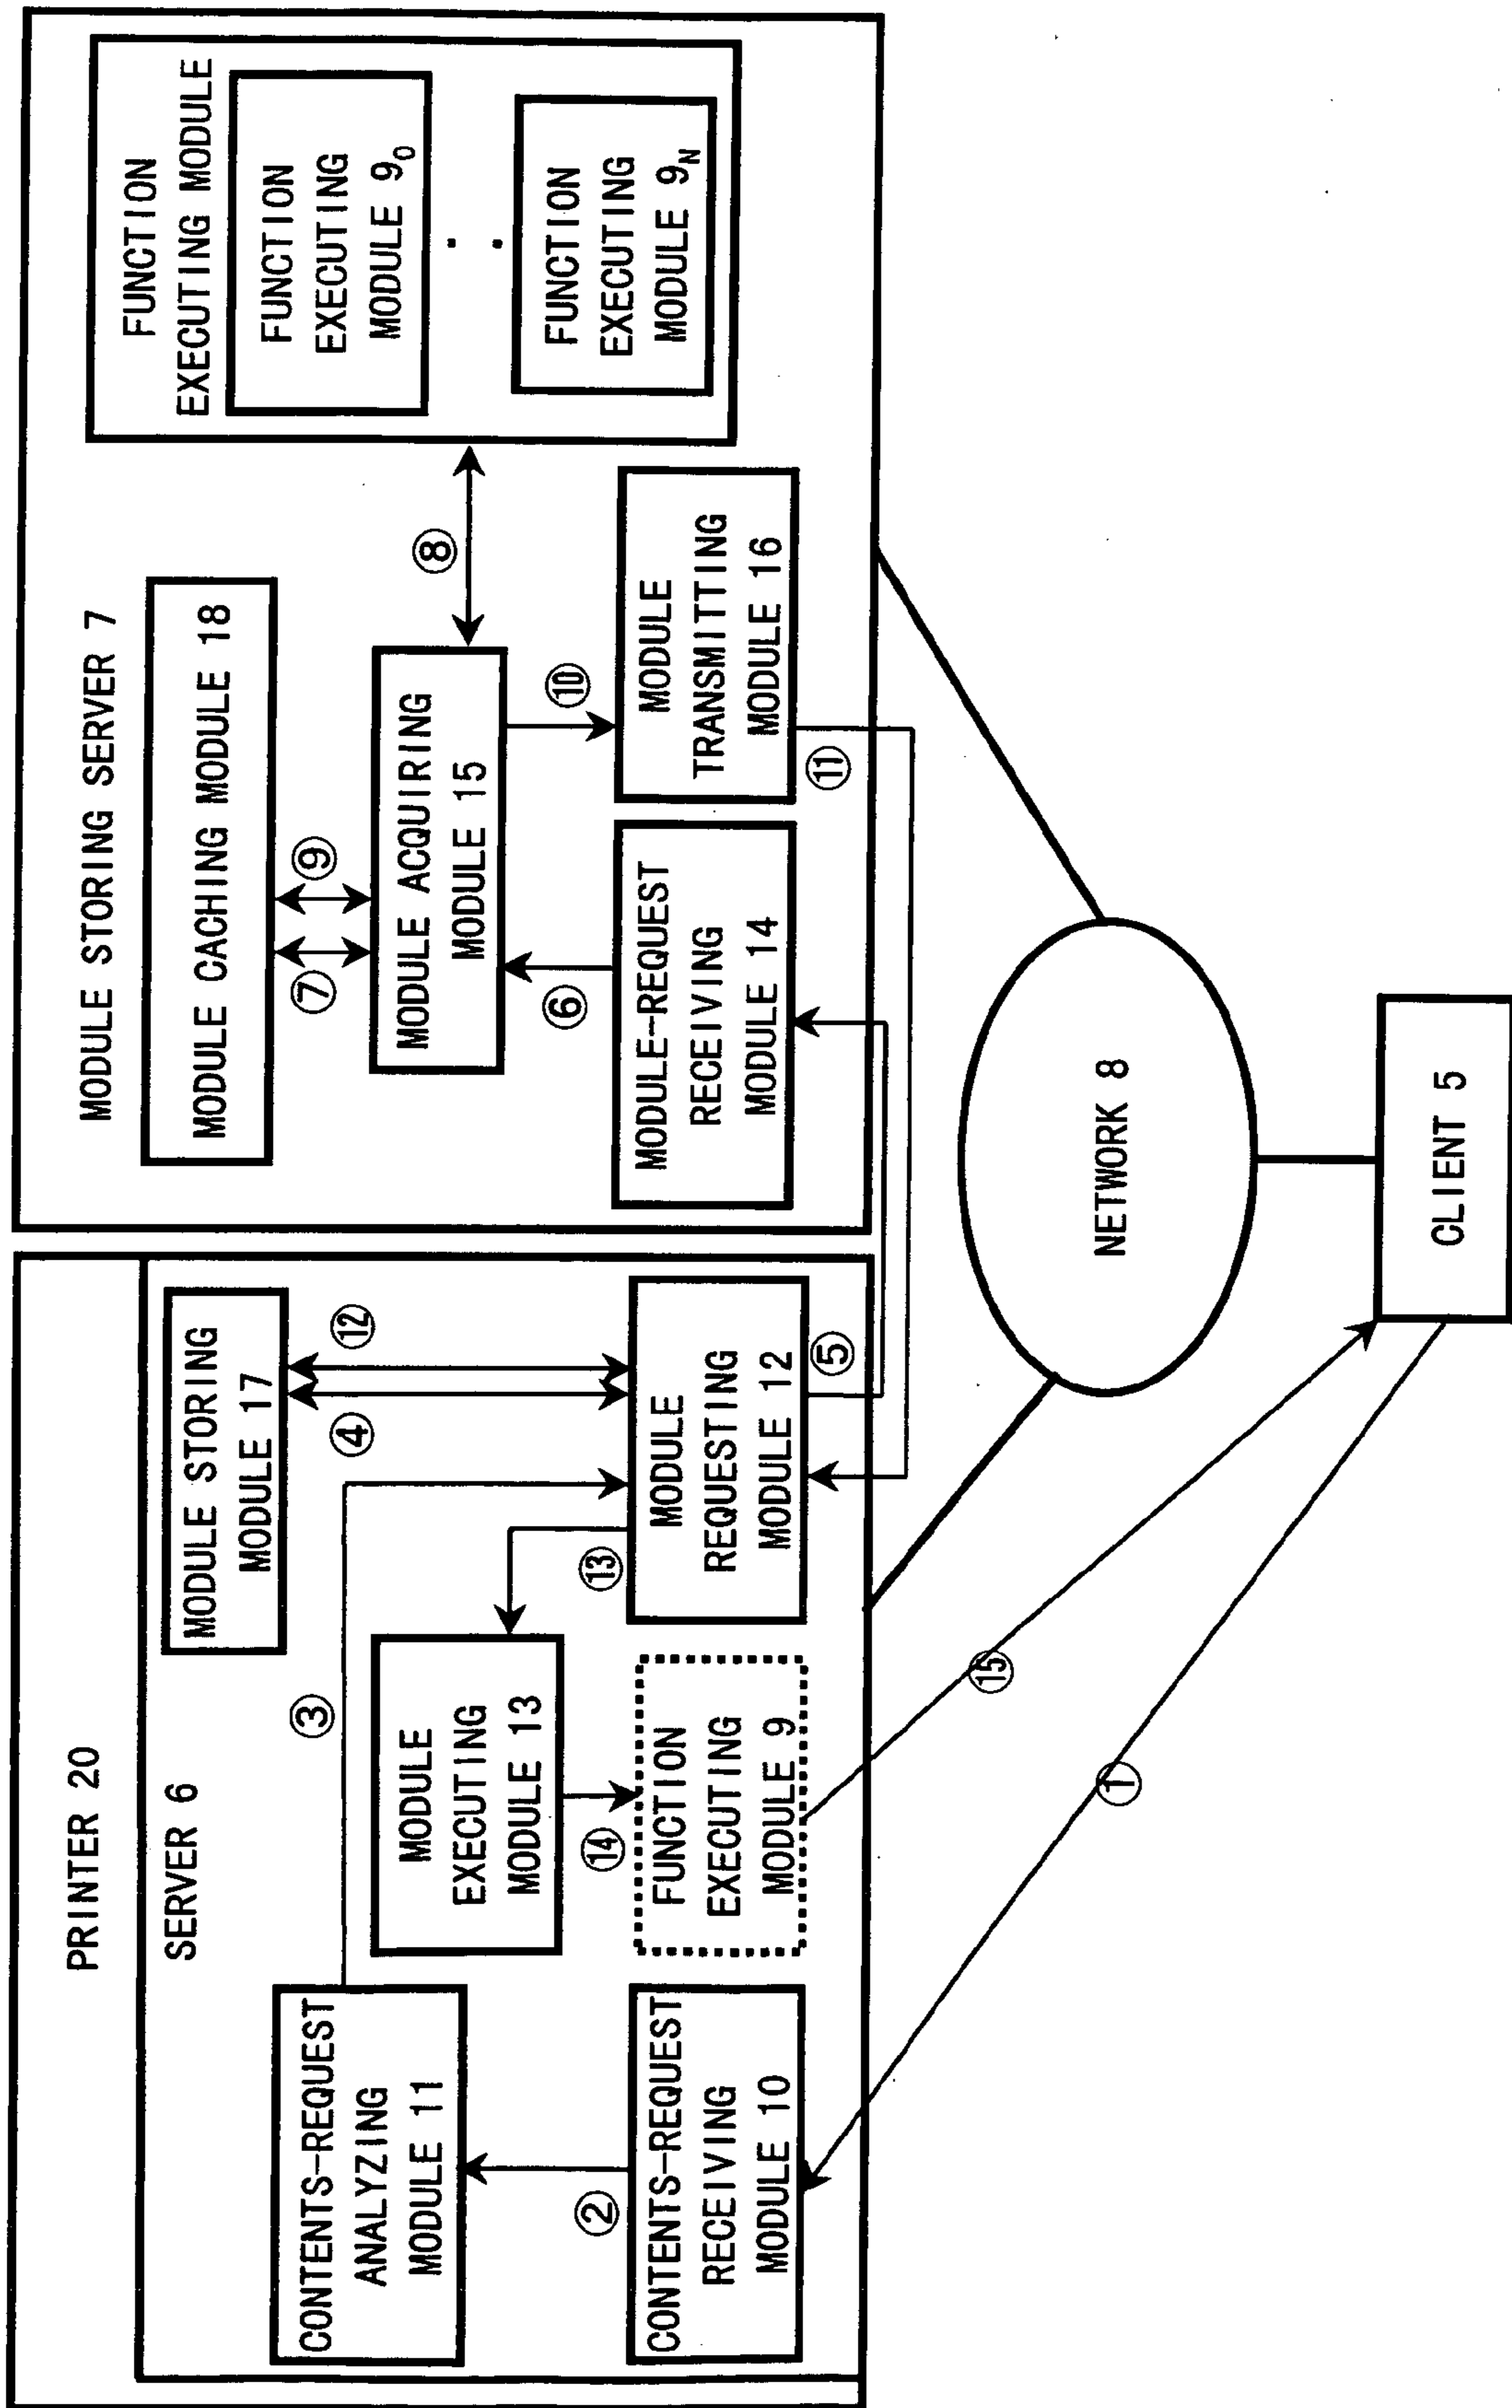 PRINTER 20
SERVER 6
CONTENTS-REQUEST
ANALYZING
MODULE 11
CONTENTS-REQUEST
RECEIVING
MODULE 10
MODULE
EXECUTING
MODULE 13
FUNCTION
EXECUTING
MODULE 9
MODULE STORING
MODULE 17
MODULE
REQUESTING
MODULE 12
②
③
④
⑫
⑬
⑭
⑤
MODULE STORING SERVER 7
MODULE CACHING MODULE 18
⑦
⑨
MODULE ACQUIRING
MODULE 15
⑥
⑩
⑧
MODULE-REQUEST
RECEIVING
MODULE 14
MODULE
TRANSMITTING
MODULE 16
⑪
FUNCTION
EXECUTING MODULE
FUNCTION
EXECUTING
MODULE 9₀
FUNCTION
EXECUTING
MODULE 9ₙ
NETWORK 8
①
⑮
CLIENT 5